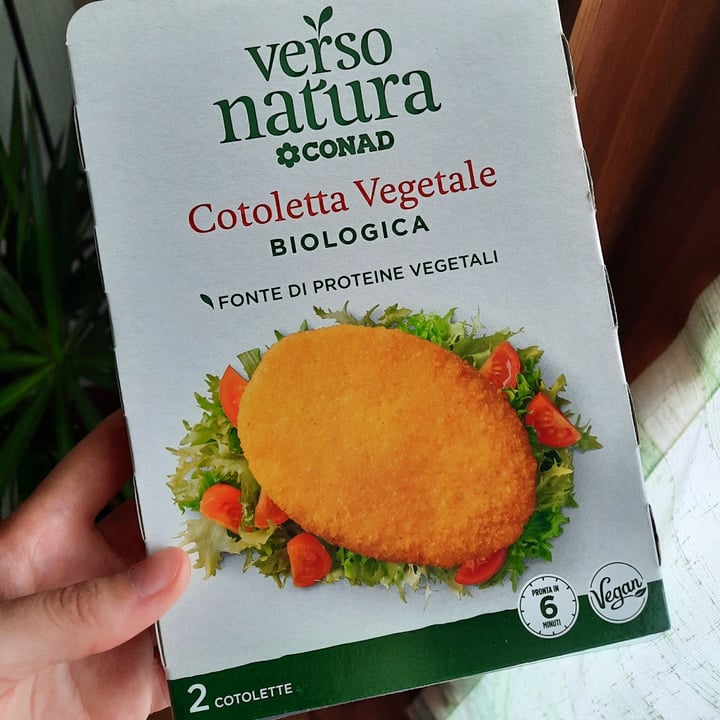 verso
natura
CONAD
Cotoletta Vegetale
BIOLOGICA
FONTE DI PROTEINE VEGETALI
PRONTA IN
6
MINUTI
Vegan
2 COTOLETTE